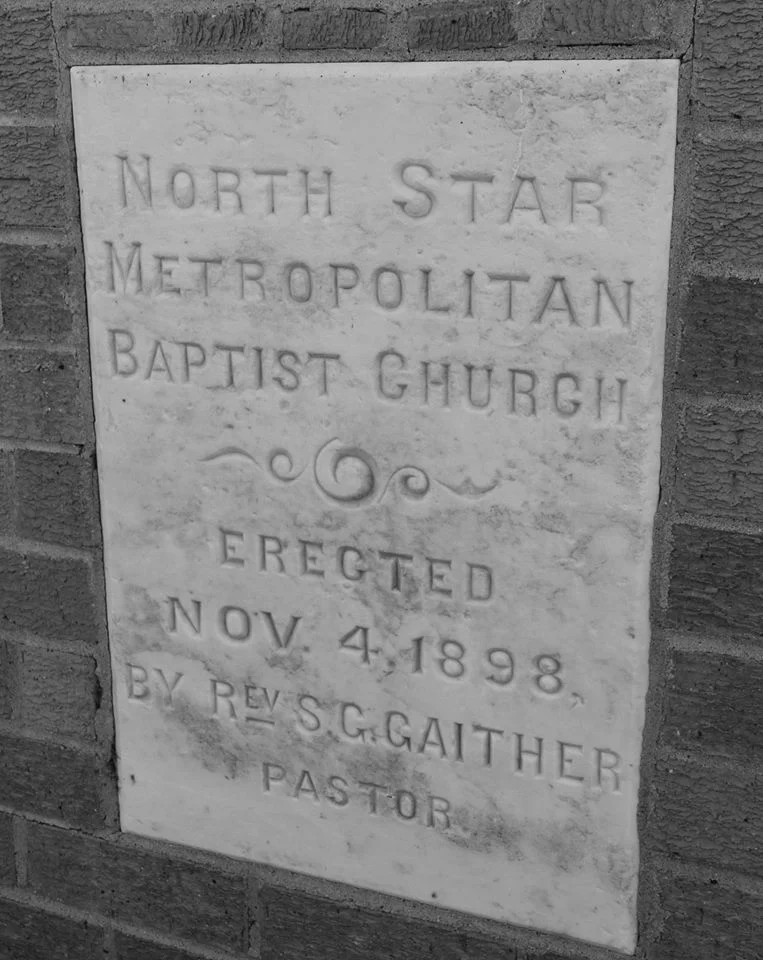 NORTH STAR
METROPOLITAN
BAPTIST CHURCH
ERECTED
NOV. 4, 1898,
BY REV S.G. GAITHER
PASTOR.